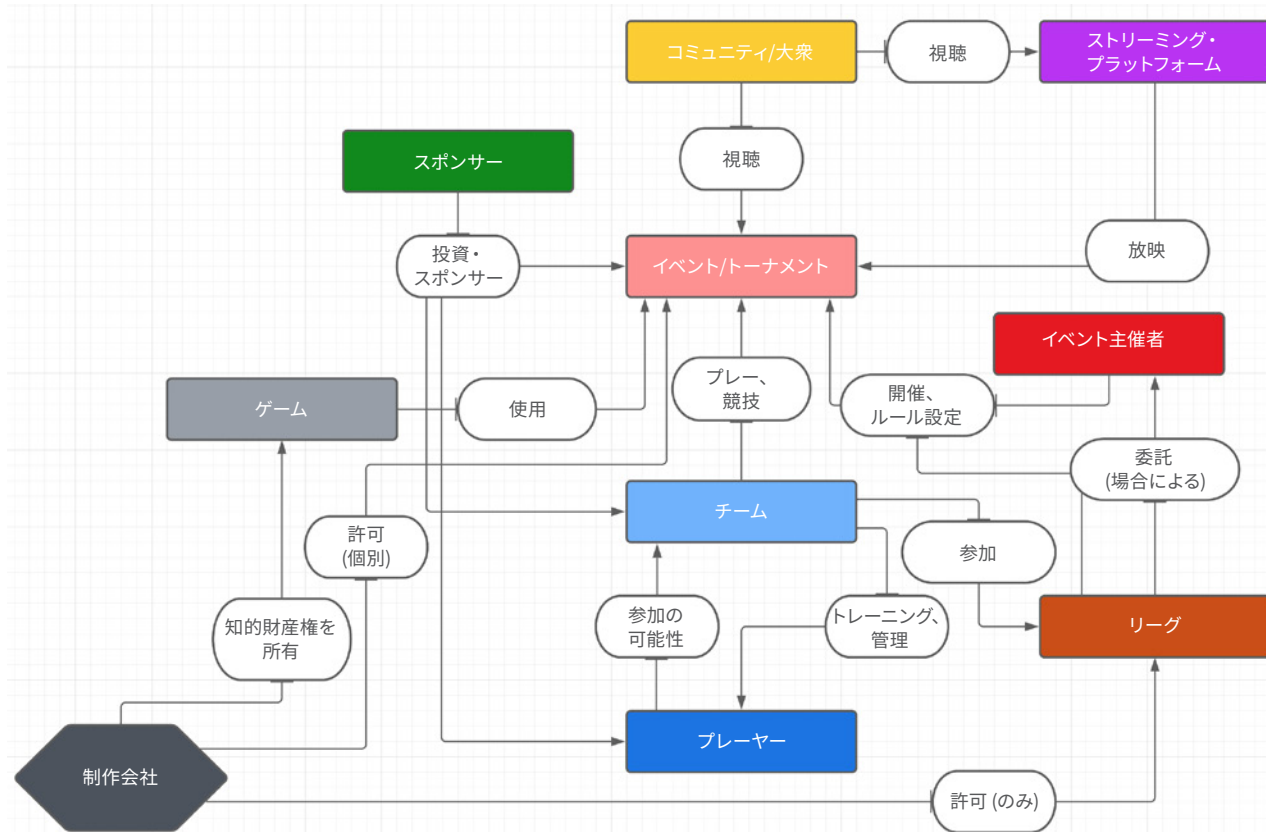 コミュニティ/大衆
視聴
ストリーミング・
プラットフォーム
スポンサー
視聴
投資・
スポンサー
イベント/トーナメント
放映
イベント主催者
ゲーム
使用
プレー、
競技
開催、
ルール設定
委託
(場合による)
チーム
許可
(個別)
参加
知的財産権を
所有
参加の
可能性
トレーニング、
管理
リーグ
プレーヤー
制作会社
許可 (のみ)